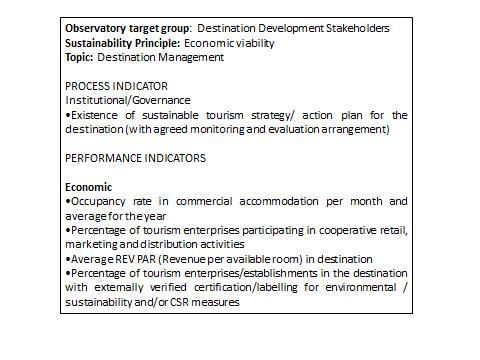 Observatory target group: Destination Development Stakeholders
Sustainability Principle: Economic viability
Topic: Destination Management
PROCESS INDICATOR
Institutional/Governance
•Existence of sustainable tourism strategy/ action plan for the
destination (with agreed monitoring and evaluation arrangement)
PERFORMANCE INDICATORS
Economic
•Occupancy rate in commercial accommodation per month and
average for the year
•Percentage of tourism enterprises participating in cooperative retail,
marketing and distribution activities
•Average REV PAR (Revenue per available room) in destination
•Percentage of tourism enterprises/establishments in the destination
with externally verified certification/labelling for environmental /
sustainability and/or CSR measures